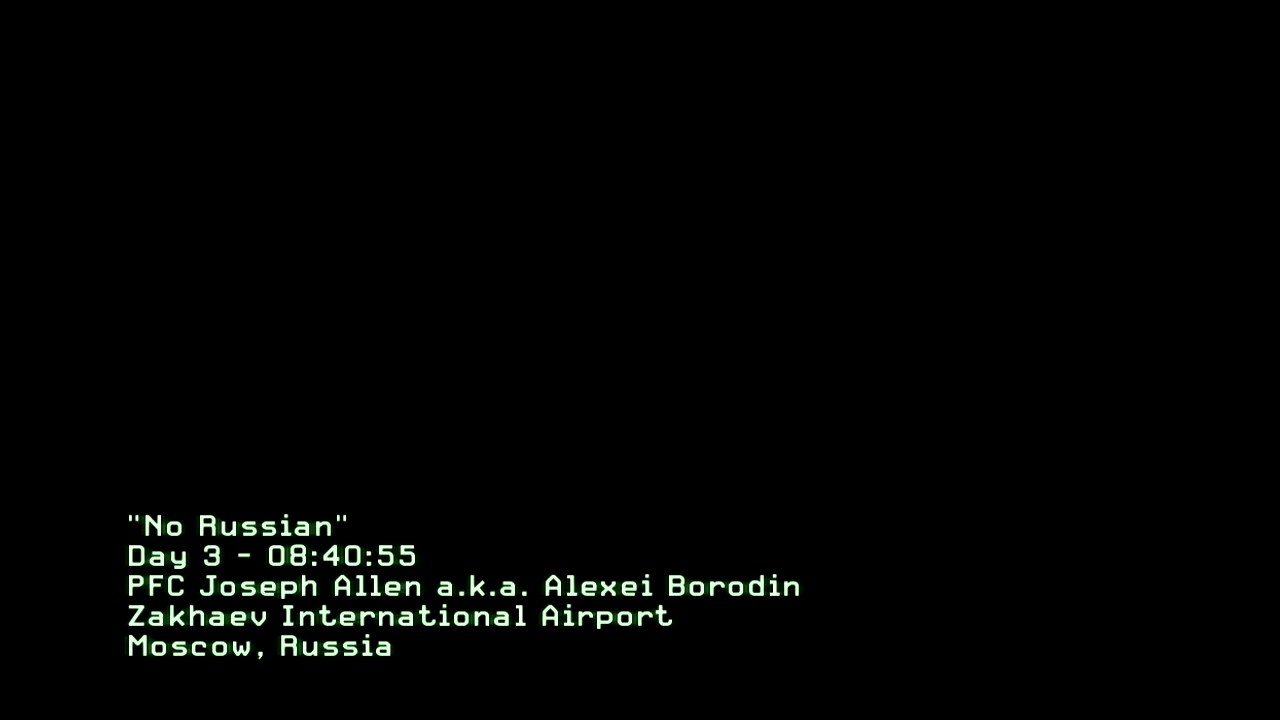 "No Russian"
Day 3 - 08:40:55
PFC Joseph Allen a.k.a. Alexei Borodin
Zakhaev International Airport
Moscow, Russia